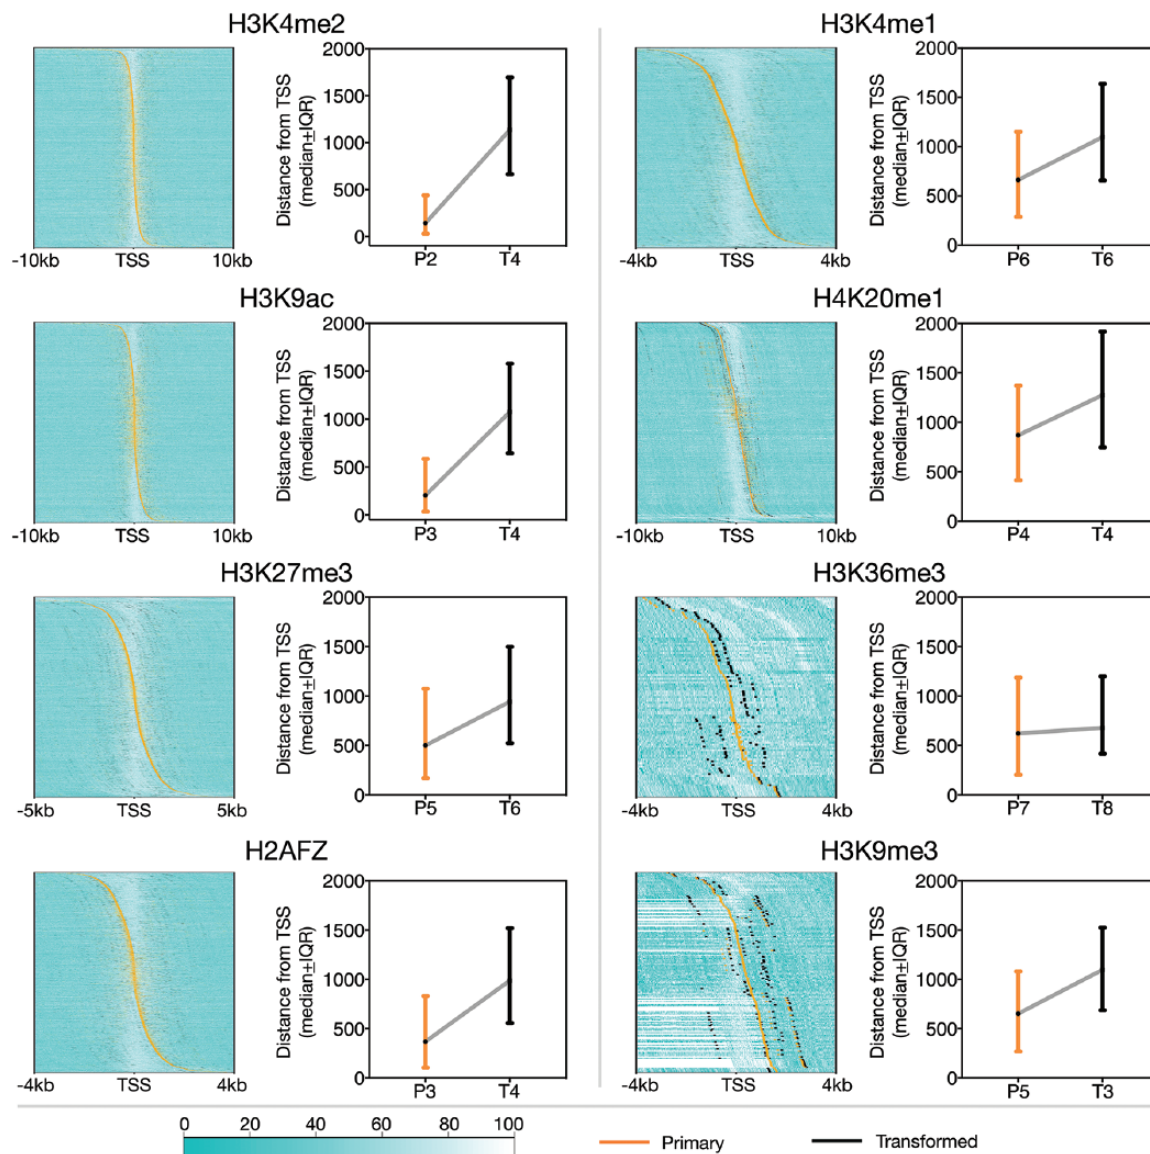 H3K4me2
Distance from TSS
(median±IQR)
2000
1500
1000
500
0
-10kb TSS 10kb
P2 T4
H3K4me1
Distance from TSS
(median±IQR)
2000
1500
1000
500
0
-4kb TSS 4kb
P6 T6
H3K9ac
Distance from TSS
(median±IQR)
2000
1500
1000
500
0
-10kb TSS 10kb
P3 T4
H4K20me1
Distance from TSS
(median±IQR)
2000
1500
1000
500
0
-10kb TSS 10kb
P4 T4
H3K27me3
Distance from TSS
(median±IQR)
2000
1500
1000
500
0
-5kb TSS 5kb
P5 T6
H3K36me3
Distance from TSS
(median±IQR)
2000
1500
1000
500
0
-4kb TSS 4kb
P7 T8
H2AFZ
Distance from TSS
(median±IQR)
2000
1500
1000
500
0
-4kb TSS 4kb
P3 T4
H3K9me3
Distance from TSS
(median±IQR)
2000
1500
1000
500
0
-4kb TSS 4kb
P5 T3
0 20 40 60 80 100
Primary
Transformed